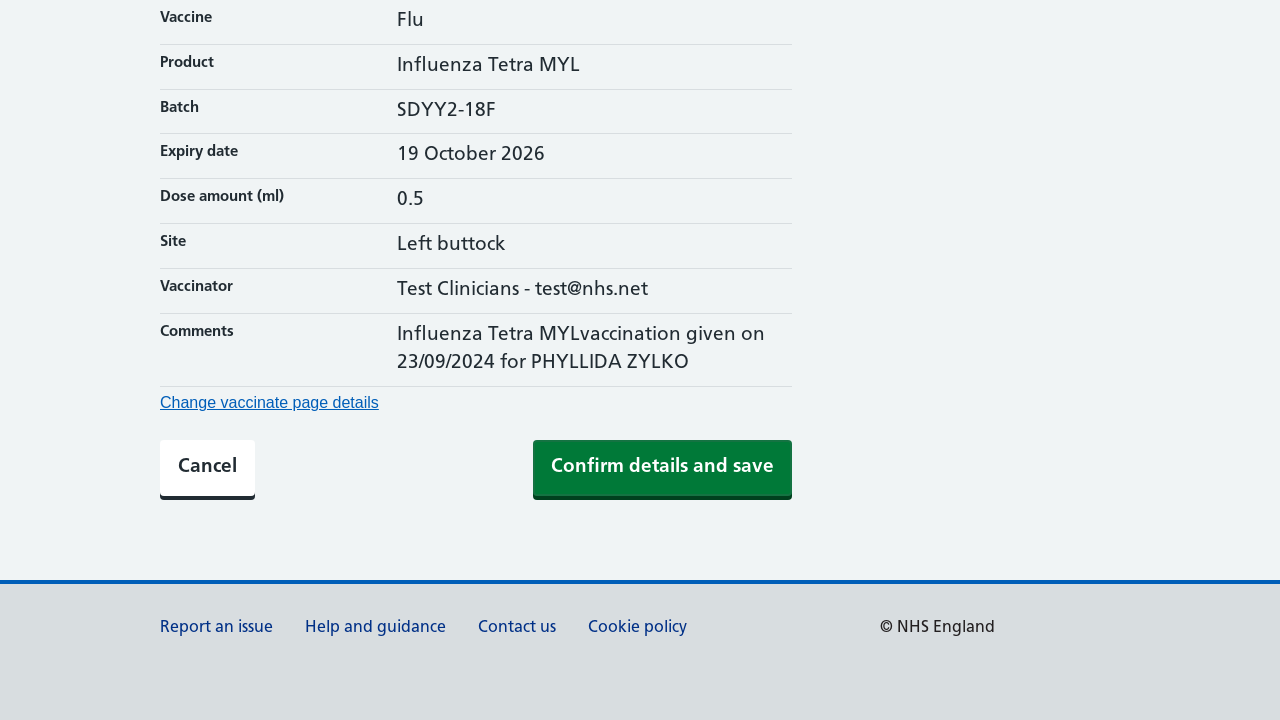 Vaccine Flu
Product Influenza Tetra MYL
Batch SDYY2-18F
Expiry date 19 October 2026
Dose amount (ml) 0.5
Site Left buttock
Vaccinator Test Clinicians - test@nhs.net
Comments Influenza Tetra MYLvaccination given on
23/09/2024 for PHYLLIDA ZYLKO
Change vaccinate page details
Cancel Confirm details and save
Report an issue Help and guidance Contact us Cookie policy © NHS England